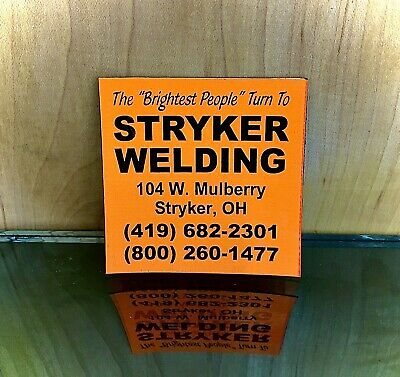 The "Brightest People" Turn To
STRYKER
WELDING
104 W. Mulberry
Stryker, OH
(419) 682-2301
(800) 260-1477